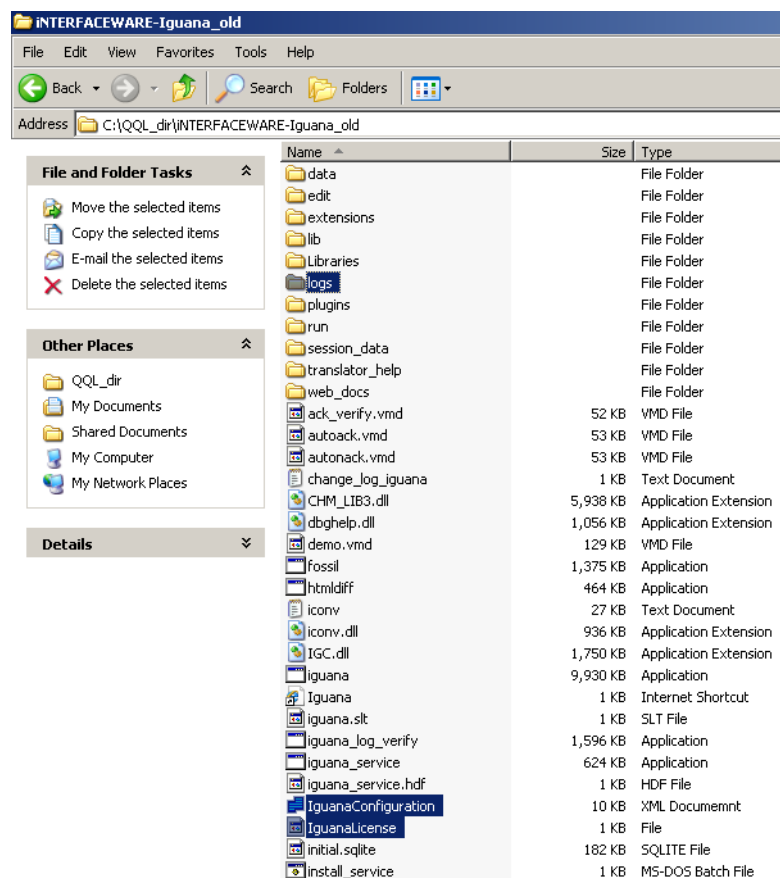 iNTERFACEWARE-Iguana_old
File Edit View Favorites Tools Help
Back Search Folders
Address C:\QQL_dir\iNTERFACEWARE-Iguana_old
File and Folder Tasks
Move the selected items
Copy the selected items
E-mail the selected items
Delete the selected items
Other Places
QQL_dir
My Documents
Shared Documents
My Computer
My Network Places
Details
Name Size Type
data File Folder
edit File Folder
extensions File Folder
lib File Folder
Libraries File Folder
logs File Folder
plugins File Folder
run File Folder
session_data File Folder
translator_help File Folder
web_docs File Folder
ack_verify.vmd 52 KB VMD File
autoack.vmd 53 KB VMD File
autonack.vmd 53 KB VMD File
change_log_iguana 1 KB Text Document
CHM_LIB3.dll 5,938 KB Application Extension
dbghelp.dll 1,056 KB Application Extension
demo.vmd 129 KB VMD File
fossil 1,375 KB Application
htmldiff 464 KB Application
iconv 27 KB Text Document
iconv.dll 936 KB Application Extension
IGC.dll 1,750 KB Application Extension
iguana 9,930 KB Application
Iguana 1 KB Internet Shortcut
iguana.slt 1 KB SLT File
iguana_log_verify 1,596 KB Application
iguana_service 624 KB Application
iguana_service.hdf 1 KB HDF File
IguanaConfiguration 10 KB XML Documemnt
IguanaLicense 1 KB File
initial.sqlite 182 KB SQLITE File
install_service 1 KB MS-DOS Batch File